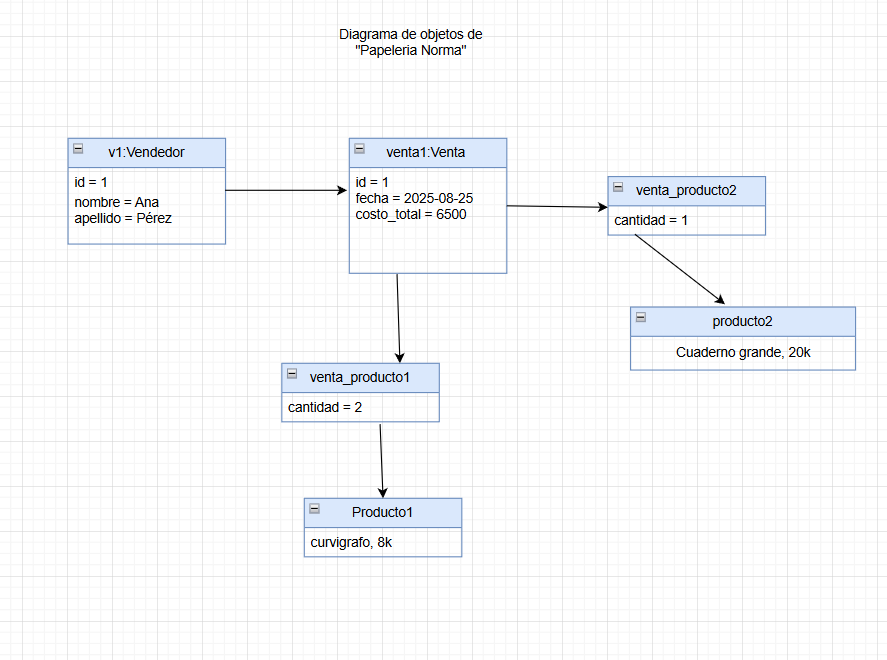 Diagrama de objetos de
"Papeleria Norma"
v1:Vendedor
id = 1
nombre = Ana
apellido = Pérez
venta1:Venta
id = 1
fecha = 2025-08-25
costo_total = 6500
venta_producto2
cantidad = 1
producto2
Cuaderno grande, 20k
venta_producto1
cantidad = 2
Producto1
curvigrafo, 8k